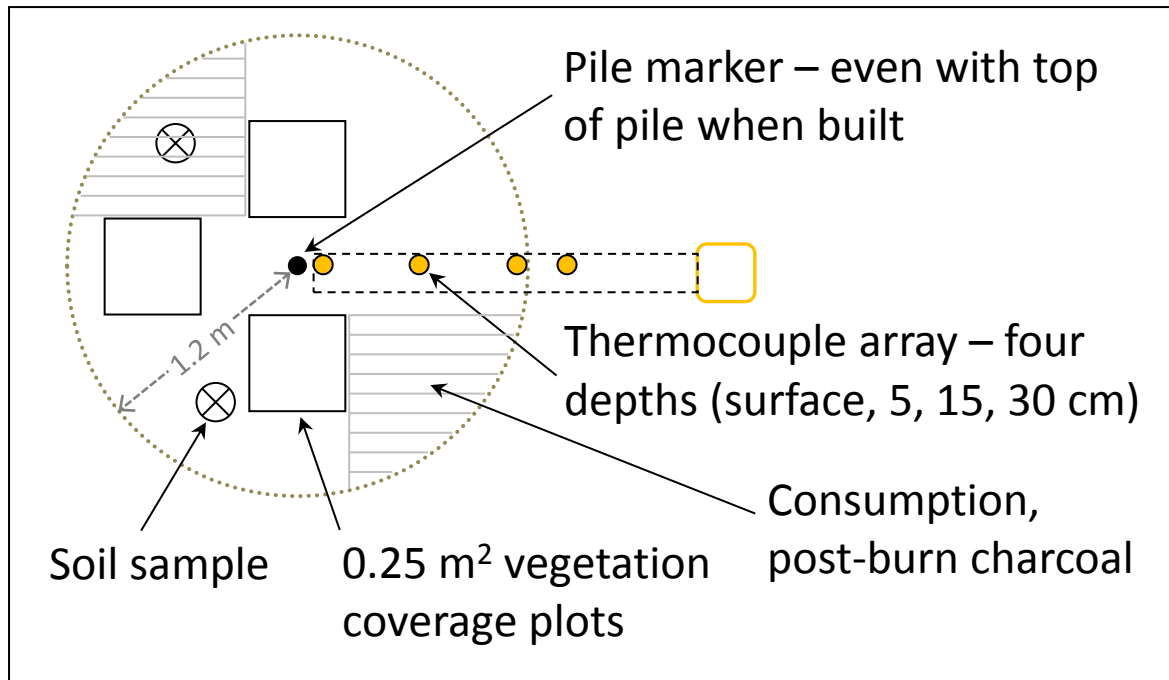 Pile marker – even with top
of pile when built
1.2 m
Thermocouple array – four
depths (surface, 5, 15, 30 cm)
Consumption,
post-burn charcoal
Soil sample
0.25 m² vegetation
coverage plots